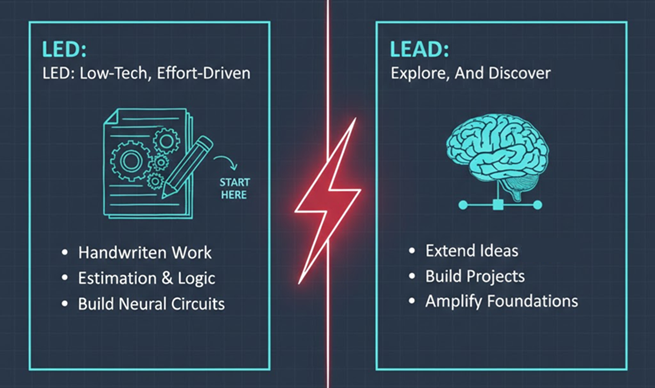 LED:
LED: Low-Tech, Effort-Driven
START
HERE
• Handwriten Work
• Estimation & Logic
• Build Neural Circuits
LEAD:
Explore, And Discover
• Extend Ideas
• Build Projects
• Amplify Foundations